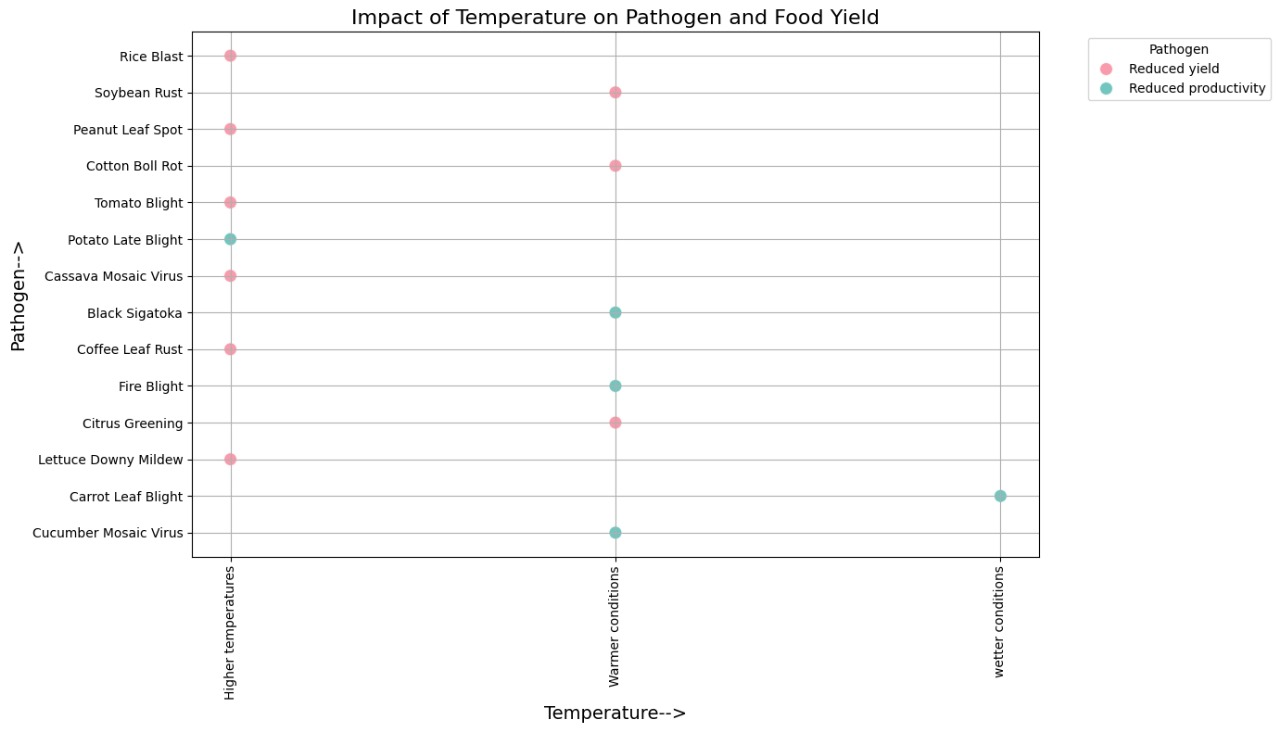 Impact of Temperature on Pathogen and Food Yield
Pathogen-->
Rice Blast
Soybean Rust
Peanut Leaf Spot
Cotton Boll Rot
Tomato Blight
Potato Late Blight
Cassava Mosaic Virus
Black Sigatoka
Coffee Leaf Rust
Fire Blight
Citrus Greening
Lettuce Downy Mildew
Carrot Leaf Blight
Cucumber Mosaic Virus
Higher temperatures
Warmer conditions
wetter conditions
Temperature-->
Pathogen
Reduced yield
Reduced productivity